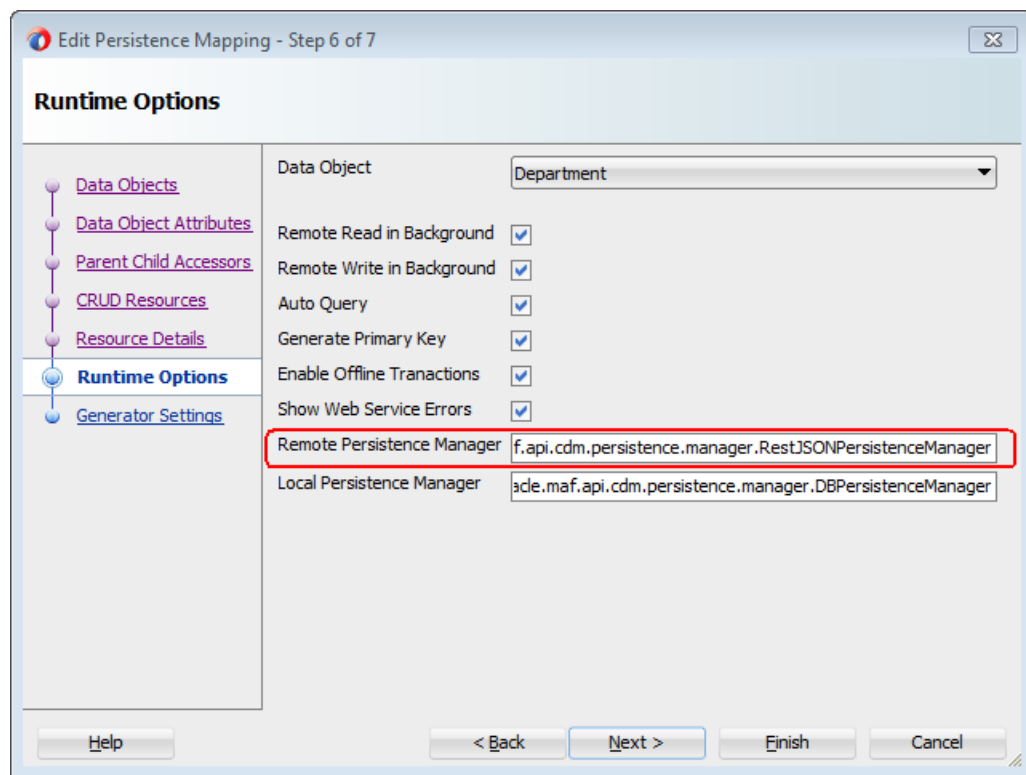 Edit Persistence Mapping - Step 6 of 7
Runtime Options
Data Objects
Data Object Attributes
Parent Child Accessors
CRUD Resources
Resource Details
Runtime Options
Generator Settings
Data Object
Department
Remote Read in Background
Remote Write in Background
Auto Query
Generate Primary Key
Enable Offline Tranactions
Show Web Service Errors
Remote Persistence Manager f.api.cdm.persistence.manager.RestJSONPersistenceManager
Local Persistence Manager acle.maf.api.cdm.persistence.manager.DBPersistenceManager
Help < Back Next > Finish Cancel